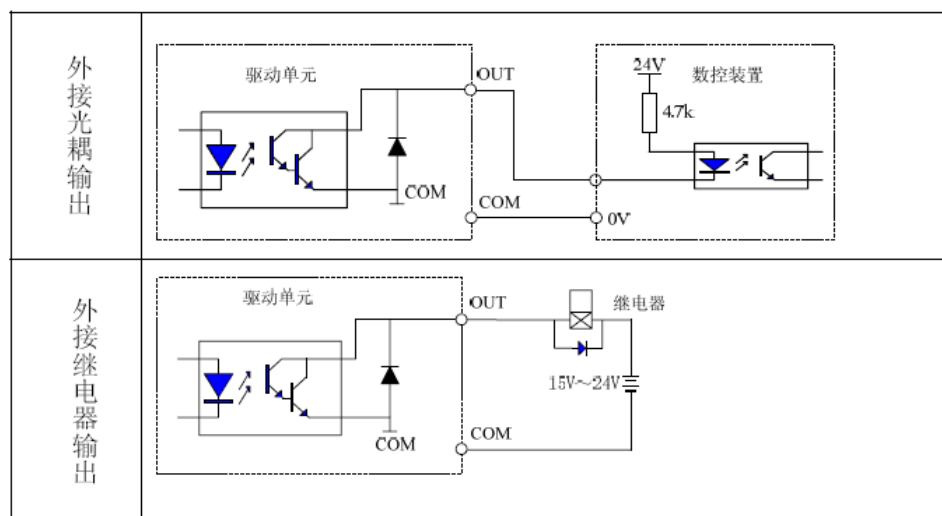 外接光耦输出
驱动单元
OUT
COM
COM
数控装置
24V
4.7k
0V
外接继电器输出
驱动单元
OUT
COM
COM
继电器
15V～24V